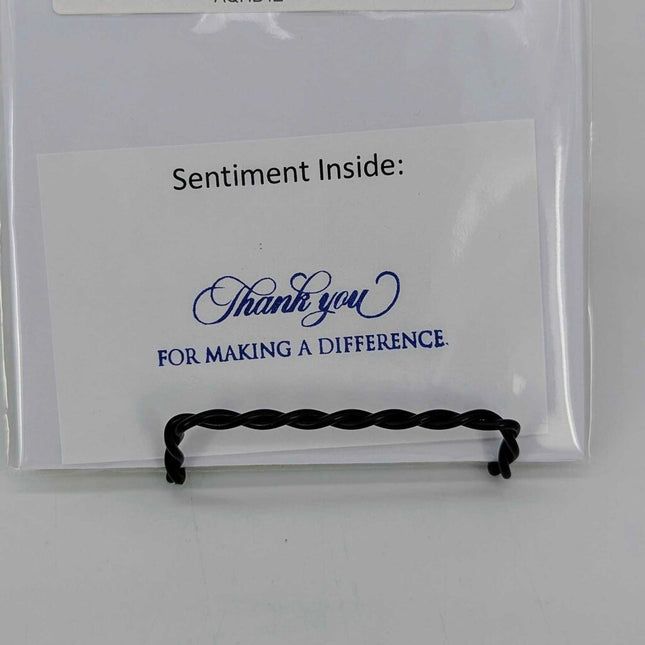 Sentiment Inside:
Thank you
FOR MAKING A DIFFERENCE.